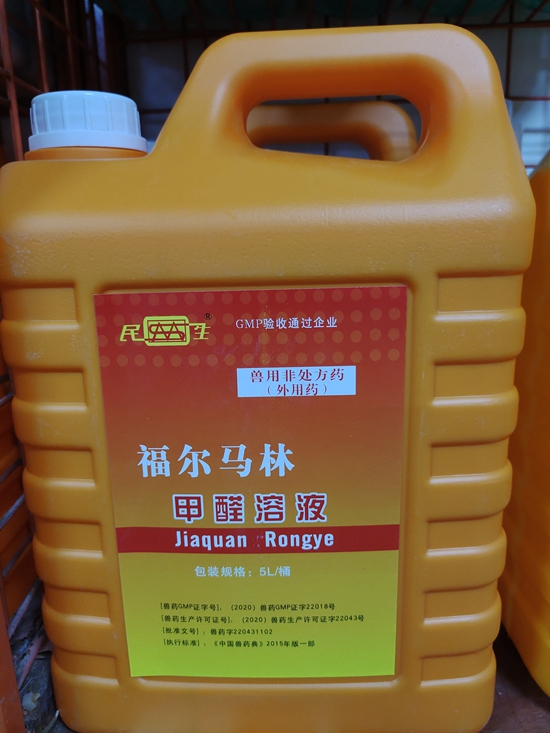 民生®
GMP验收通过企业
兽用非处方药
（外用药）
福尔马林
甲醛溶液
Jiaquan Rongye
包装规格：5L/桶
[兽药GMP证字号]：（2020）兽药GMP证字22018号
[兽药生产许可证号]：（2020）兽药生产许可证字22043号
[批准文号]：兽药字220431102
[执行标准]：《中国兽药典》2015年版一部